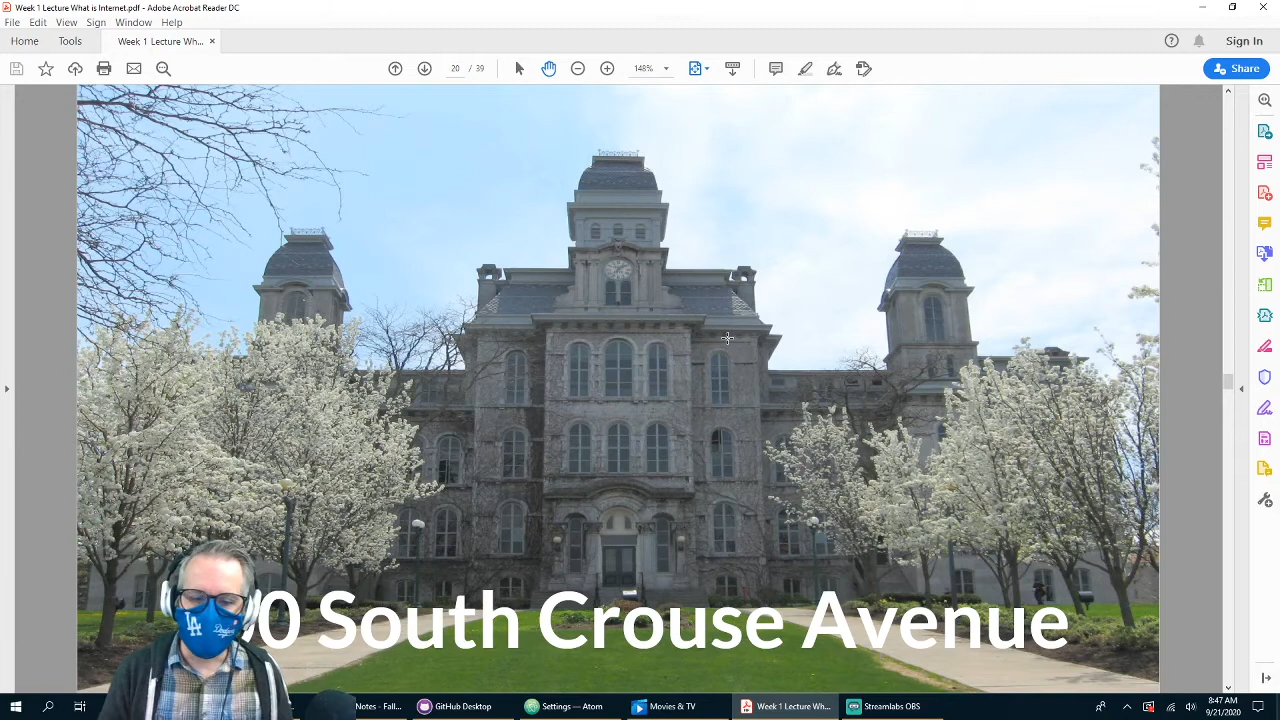 Week 1 Lecture What is Internet.pdf - Adobe Acrobat Reader DC
File Edit View Sign Window Help
Home Tools Week 1 Lecture Wh... Sign In
20 / 39 148% Share
LA
Dodgers
0 South Crouse Avenue
Notes - Fall... GitHub Desktop Settings — Atom Movies & TV Week 1 Lecture Wh... Streamlabs OBS
8:47 AM
9/21/2020